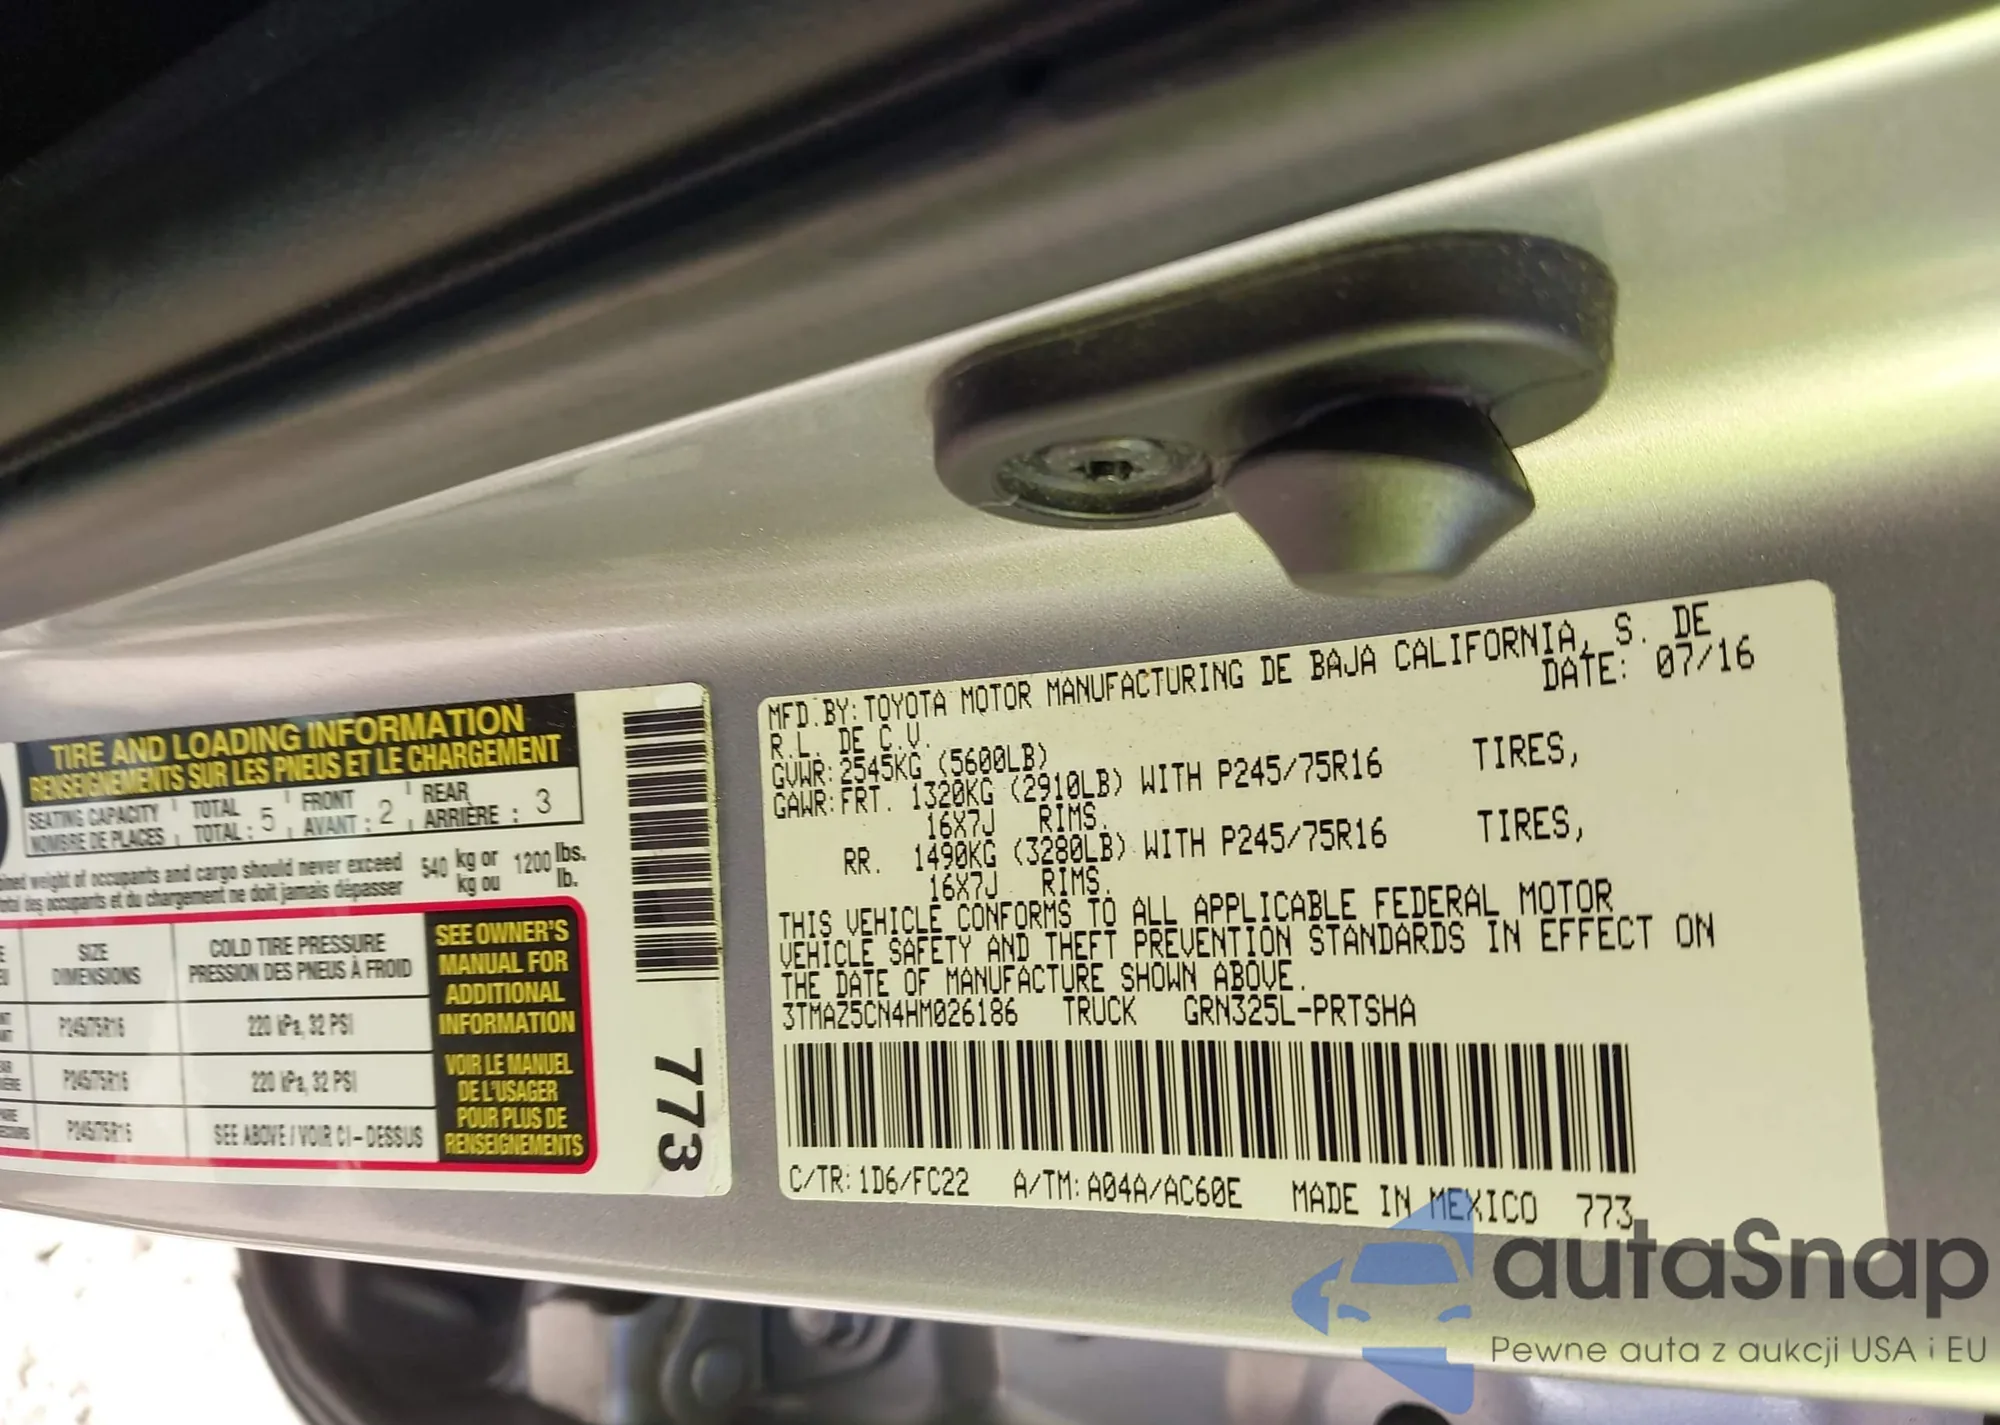 TIRE AND LOADING INFORMATION
RENSEIGNEMENTS SUR LES PNEUS ET LE CHARGEMENT
SEATING CAPACITY TOTAL FRONT REAR
NOMBRE DE PLACES TOTAL : 5 AVANT : 2 ARRIÈRE : 3
weight of occupants and cargo should never exceed 540 kg or 1200 lbs.
des occupants et du chargement ne doit jamais dépasser kg ou lb.
SIZE COLD TIRE PRESSURE
DIMENSIONS PRESSION DES PNEUS À FROID
P245/75R16 220 kPa, 32 PSI
P245/75R16 220 kPa, 32 PSI
P245/75R16 SEE ABOVE / VOIR CI-DESSUS
SEE OWNER'S
MANUAL FOR
ADDITIONAL
INFORMATION
VOIR LE MANUEL
DE L'USAGER
POUR PLUS DE
RENSEIGNEMENTS
773
MFD.BY: TOYOTA MOTOR MANUFACTURING DE BAJA CALIFORNIA, S. DE
R.L. DE C.V. DATE: 07/16
GVWR: 2545KG (5600LB)
GAWR: FRT. 1320KG (2910LB) WITH P245/75R16 TIRES,
16X7J RIMS.
RR. 1490KG (3280LB) WITH P245/75R16 TIRES,
16X7J RIMS.
THIS VEHICLE CONFORMS TO ALL APPLICABLE FEDERAL MOTOR
VEHICLE SAFETY AND THEFT PREVENTION STANDARDS IN EFFECT ON
THE DATE OF MANUFACTURE SHOWN ABOVE.
3TMAZ5CN4HM026186 TRUCK GRN325L-PRTSHA
C/TR: 1D6/FC22 A/TM: A04A/AC60E MADE IN MEXICO 773
autaSnap
Pewne auta z aukcji USA i EU